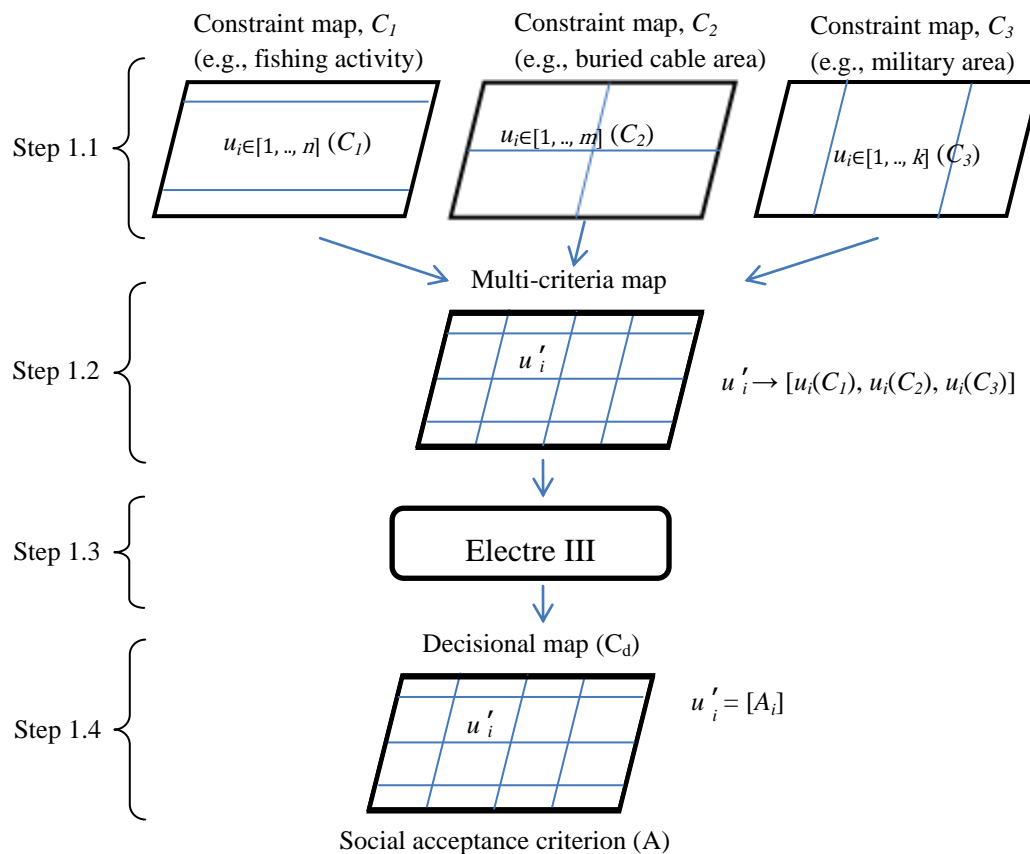 Constraint map, C1
(e.g., fishing activity)
Constraint map, C2
(e.g., buried cable area)
Constraint map, C3
(e.g., military area)
Step 1.1
ui∈[1, .., n] (C1)
ui∈[1, .., m] (C2)
ui∈[1, .., k] (C3)
Multi-criteria map
Step 1.2
u′i
u′i → [ui(C1), ui(C2), ui(C3)]
Step 1.3
Electre III
Decisional map (Cd)
Step 1.4
u′i
u′i = [Ai]
Social acceptance criterion (A)